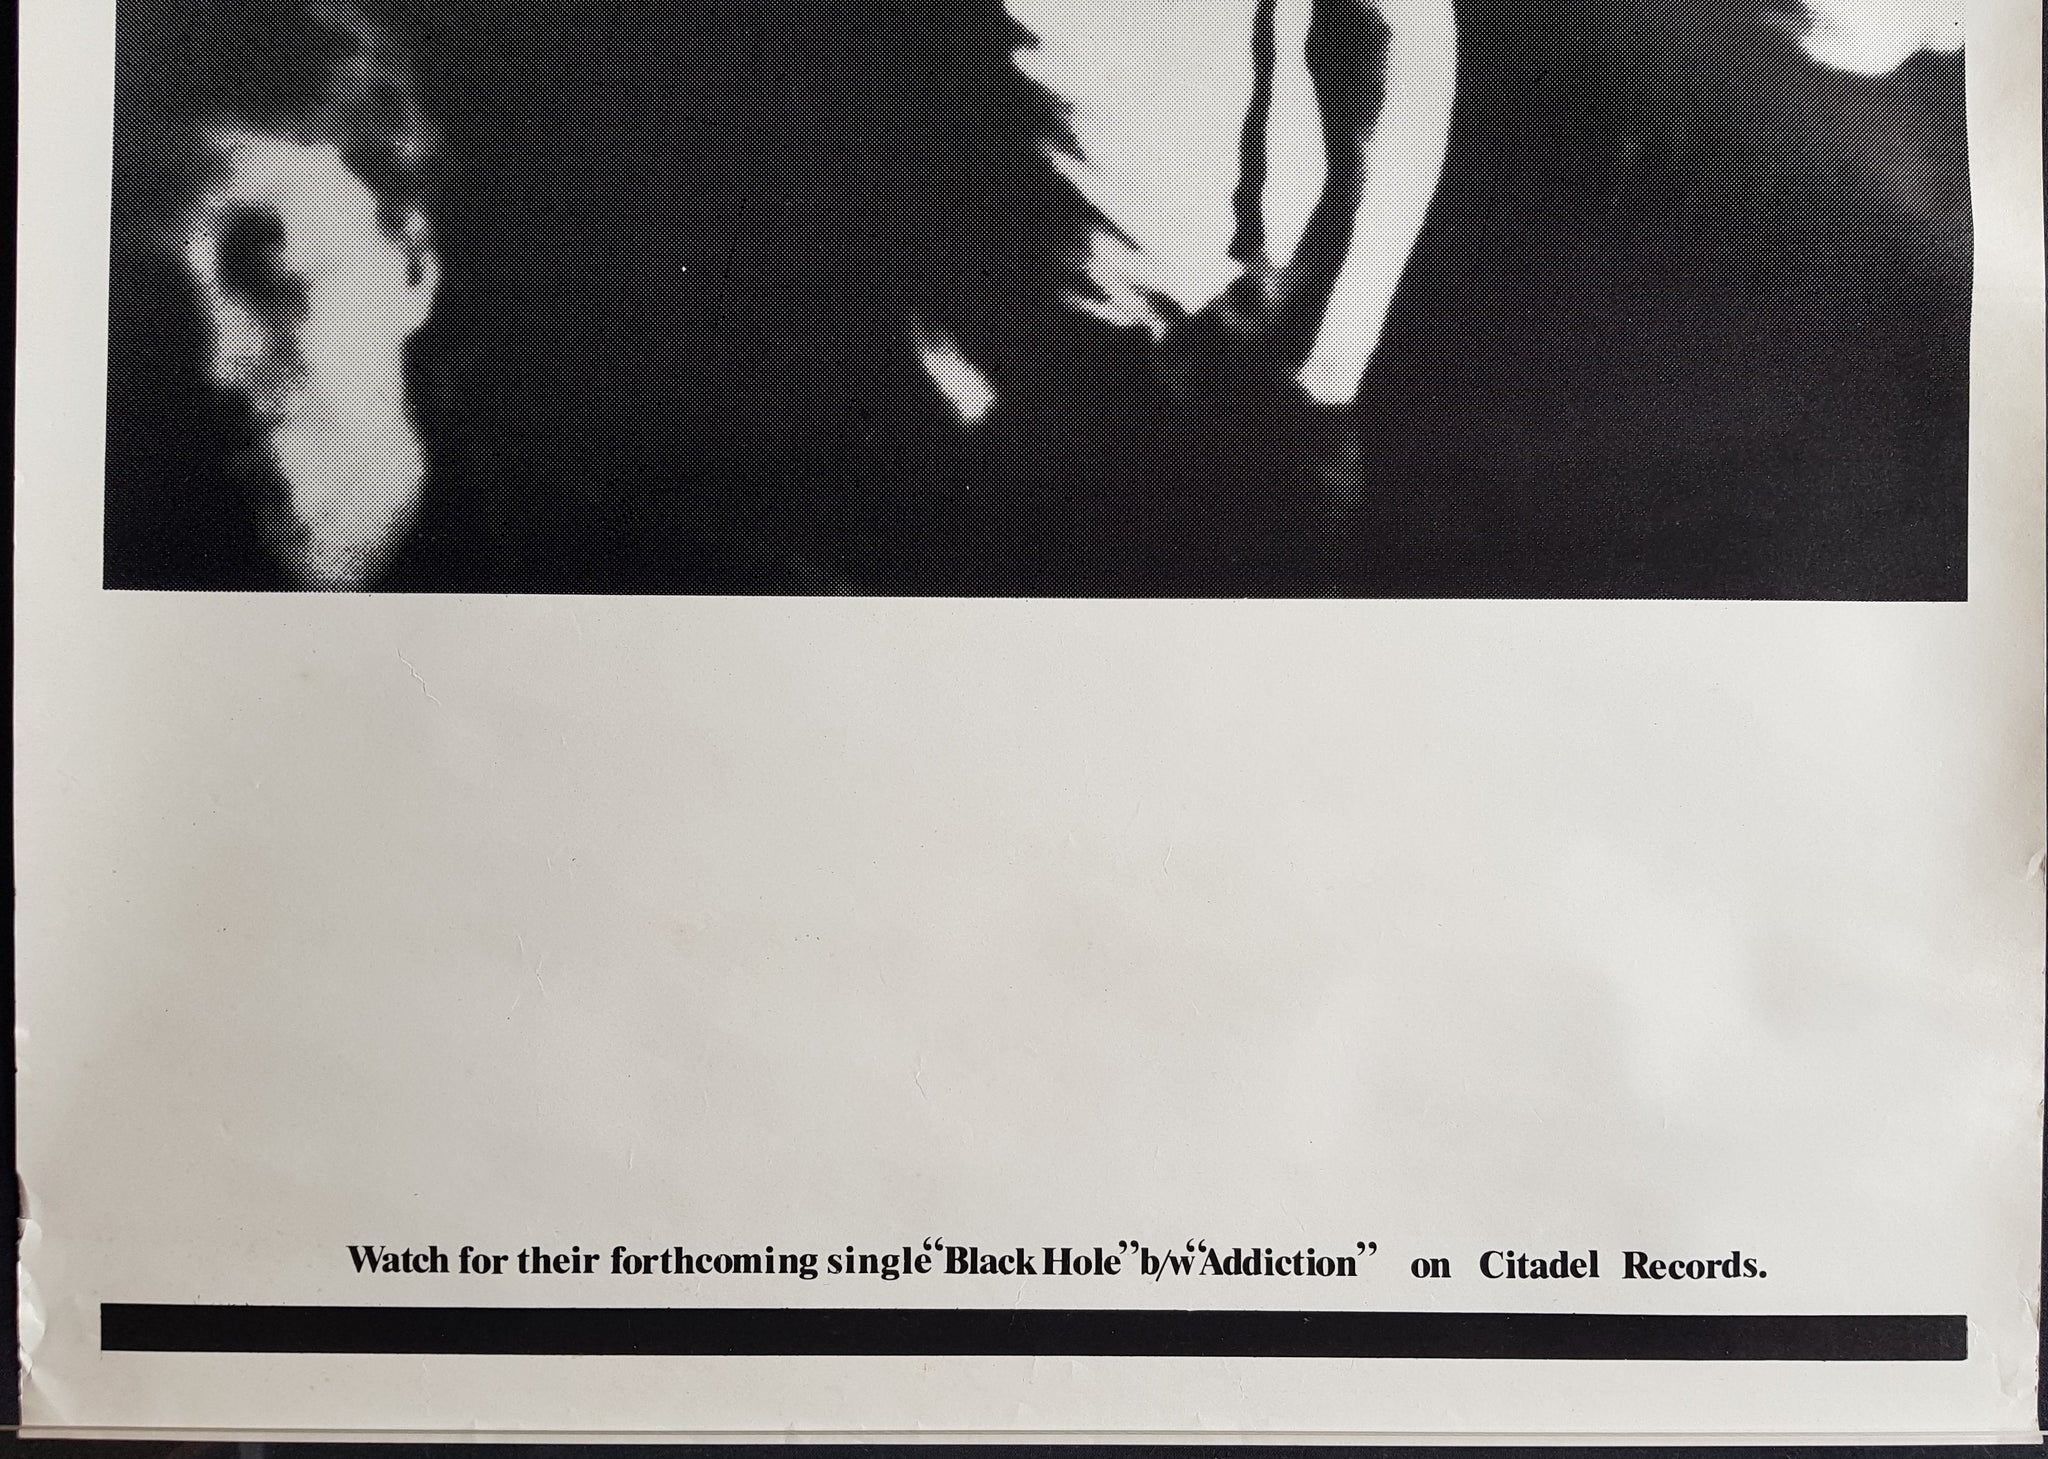 Watch for their forthcoming single “Black Hole” b/w “Addiction” on Citadel Records.